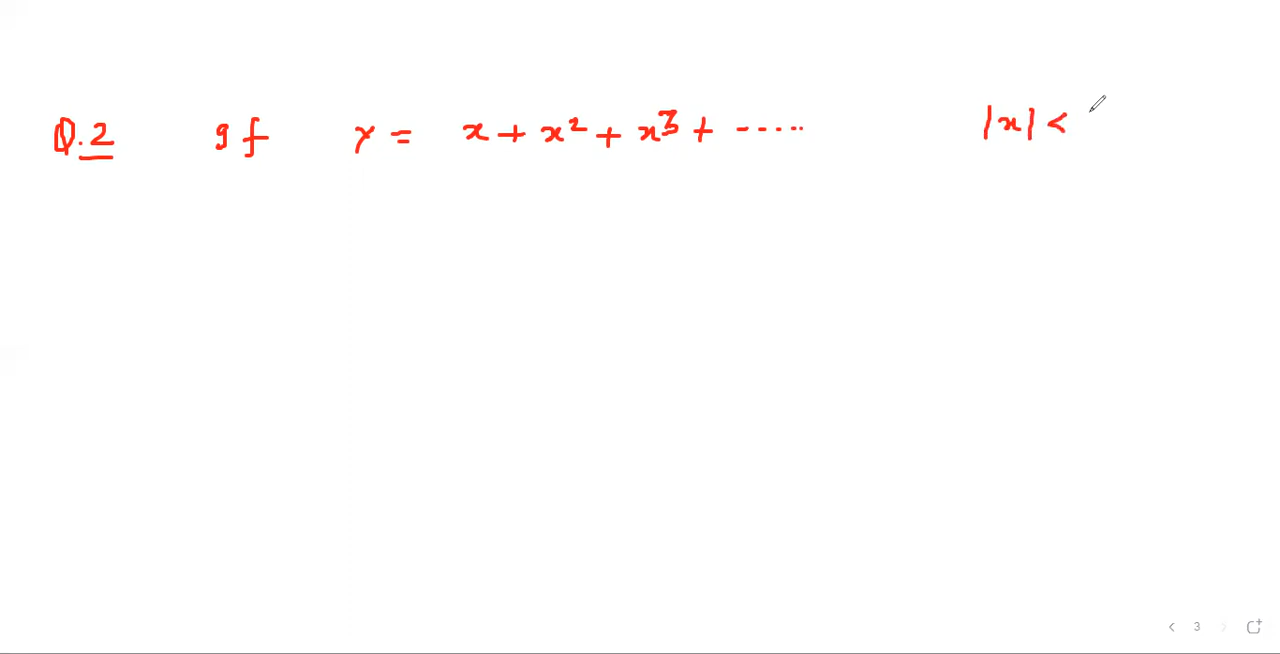 Q.2 If y = x + x² + x³ + ..... |x| <
< 3 >